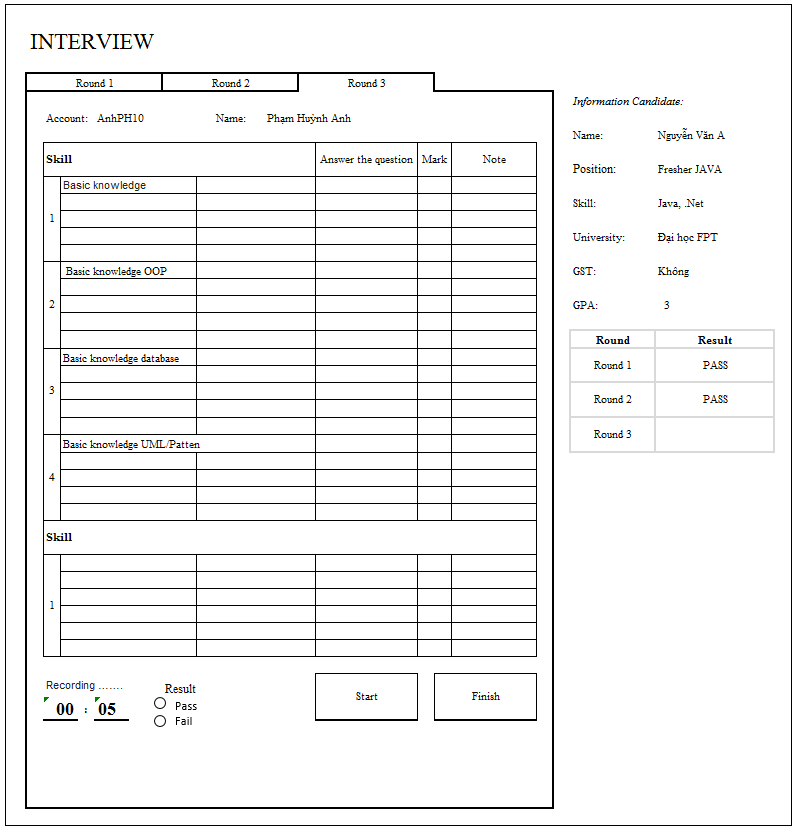 INTERVIEW
Round 1 Round 2 Round 3
Account: AnhPH10 Name: Phạm Huỳnh Anh
Skill Answer the question Mark Note
1 Basic knowledge
2 Basic knowledge OOP
3 Basic knowledge database
4 Basic knowledge UML/Patten
Skill
1
Recording .......
00 : 05
Result
Pass
Fail
Start
Finish
Information Candidate:
Name: Nguyễn Văn A
Position: Fresher JAVA
Skill: Java, .Net
University: Đại học FPT
GST: Không
GPA: 3
Round Result
Round 1 PASS
Round 2 PASS
Round 3